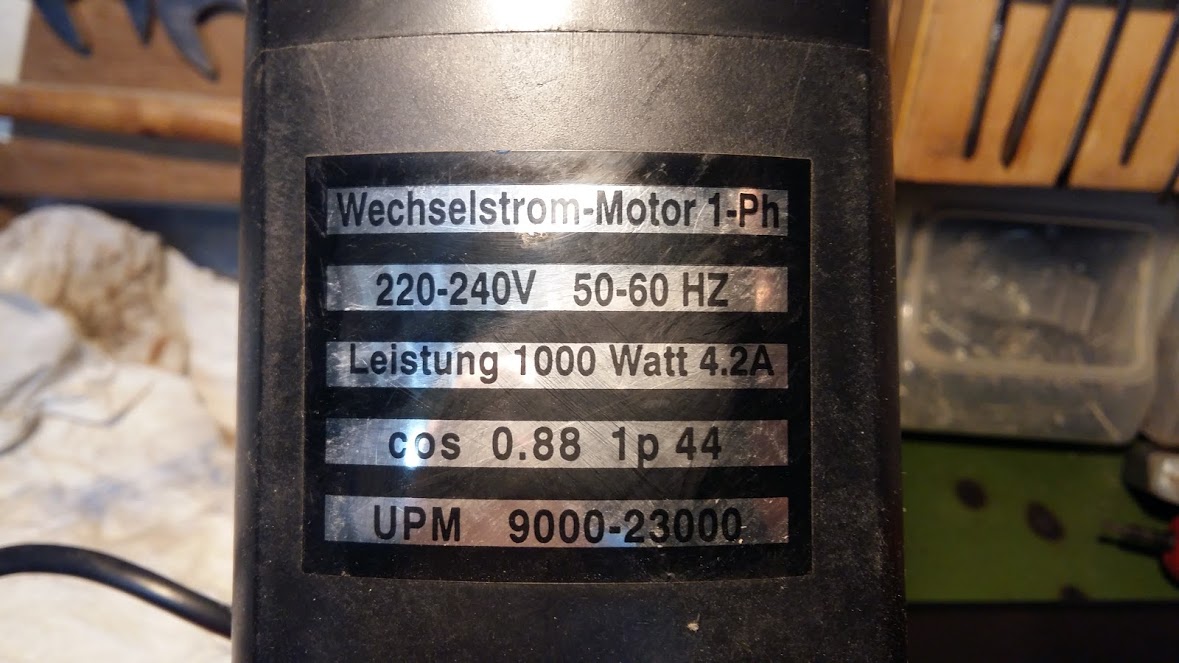 Wechselstrom-Motor 1-Ph
220-240V 50-60 HZ
Leistung 1000 Watt 4.2A
cos 0.88 1p 44
UPM 9000-23000